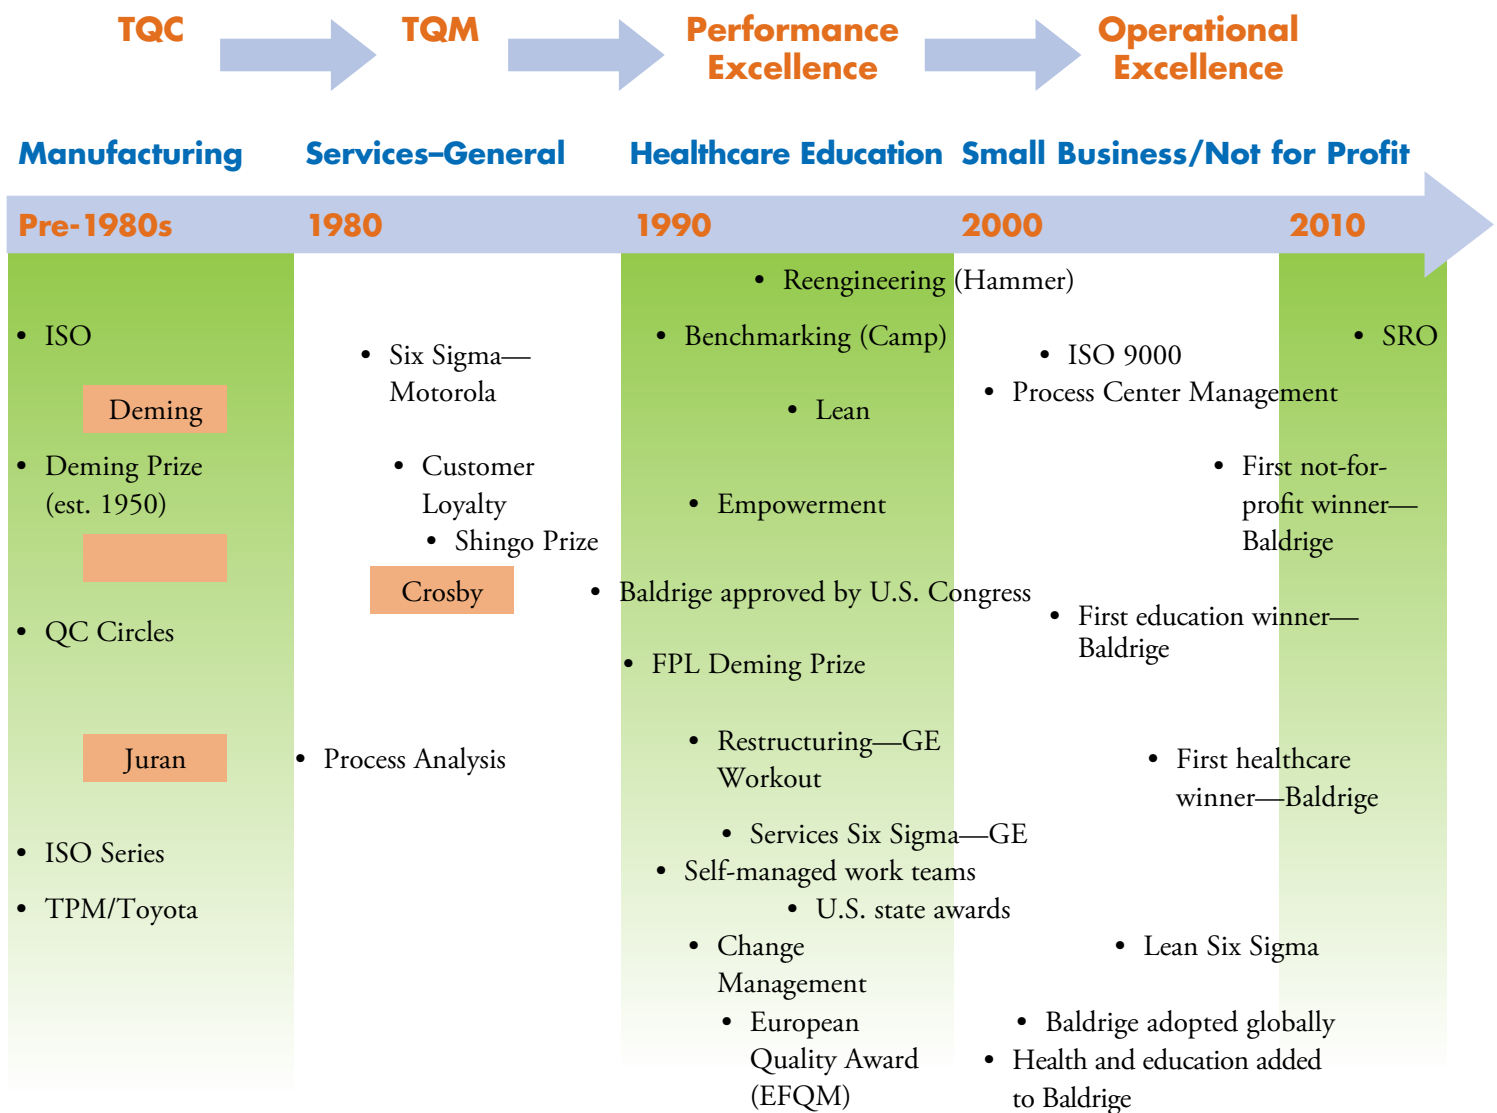 TQC
TQM
Performance
Excellence
Operational
Excellence
Manufacturing
Services–General
Healthcare Education
Small Business/Not for Profit
Pre-1980s
1980
1990
2000
2010
• ISO
Deming
• Deming Prize
(est. 1950)
• QC Circles
Juran
• ISO Series
• TPM/Toyota
• Six Sigma—
Motorola
• Customer
Loyalty
• Shingo Prize
Crosby
• Process Analysis
• Reengineering (Hammer)
• Benchmarking (Camp)
• Lean
• Empowerment
• Baldrige approved by U.S. Congress
• FPL Deming Prize
• Restructuring—GE
Workout
• Services Six Sigma—GE
• Self-managed work teams
• U.S. state awards
• Change
Management
• European
Quality Award
(EFQM)
• ISO 9000
• Process Center Management
• First not-for-
profit winner—
Baldrige
• First education winner—
Baldrige
• First healthcare
winner—Baldrige
• Lean Six Sigma
• Baldrige adopted globally
• Health and education added
to Baldrige
• SRO